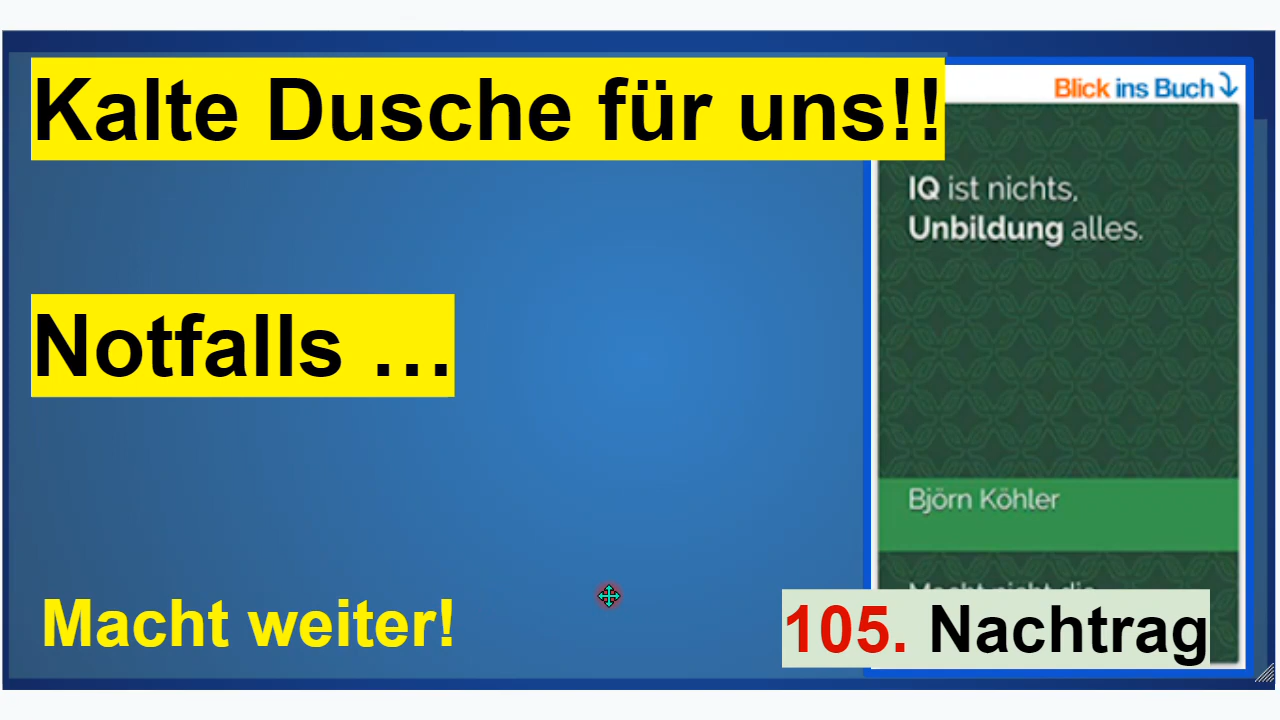 Kalte Dusche für uns!!
Blick ins Buch
IQ ist nichts,
Unbildung alles.
Notfalls …
Björn Köhler
Macht weiter!
105. Nachtrag